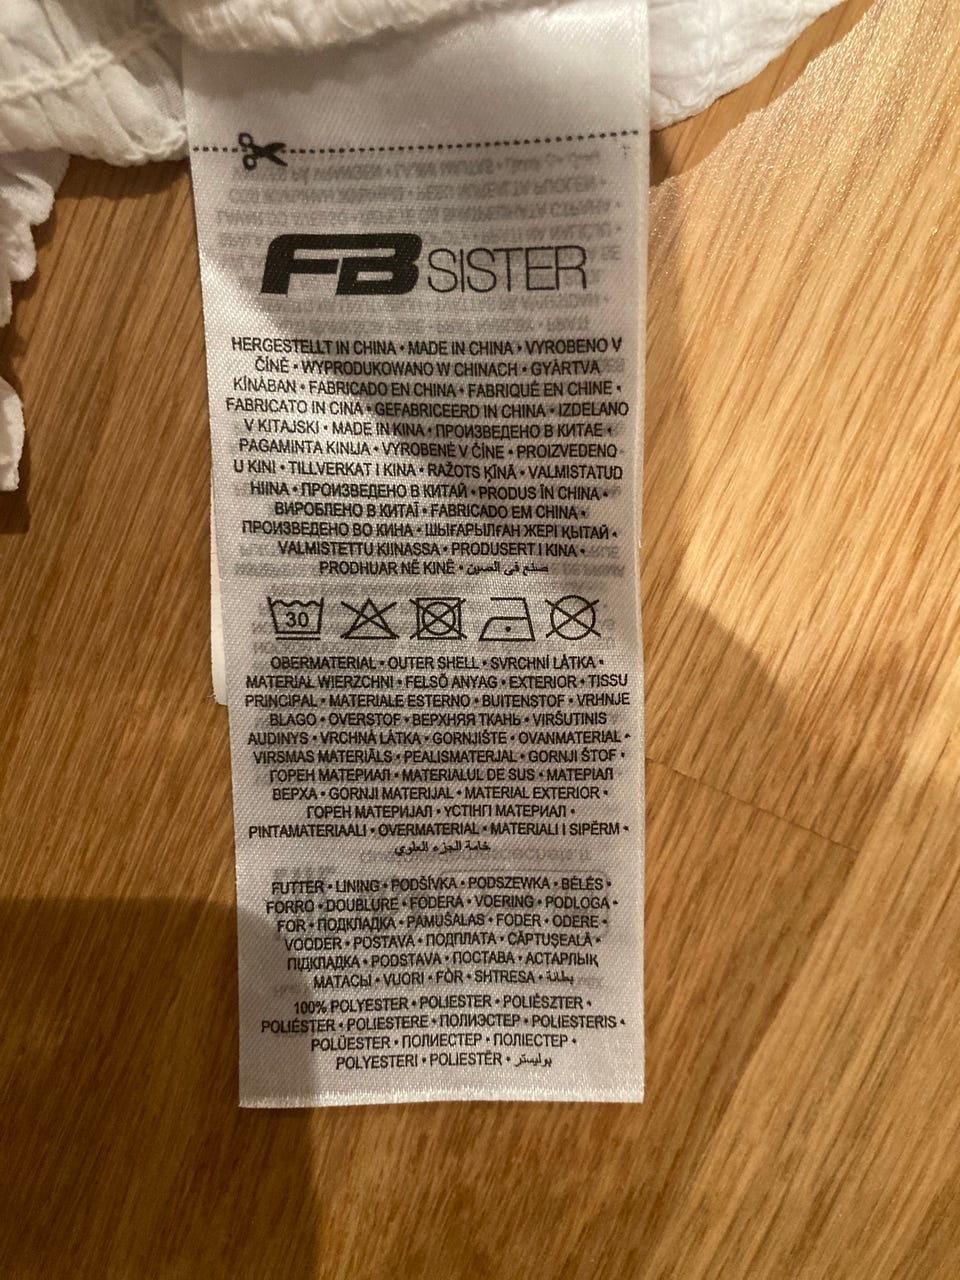 FB SISTER
HERGESTELLT IN CHINA • MADE IN CHINA • VYROBENO V
ČÍNĚ • WYPRODUKOWANO W CHINACH • GYÁRTVA
KÍNÁBAN • FABRICADO EN CHINA • FABRIQUÉ EN CHINE •
FABRICATO IN CINA • GEFABRICEERD IN CHINA • IZDELANO
V KITAJSKI • MADE IN KINA • ПРОИЗВЕДЕНО В КИТАЕ •
PAGAMINTA KINIJA • VYROBENÉ V ČÍNE • PROIZVEDENO
U KINI • TILLVERKAT I KINA • RAŽOTS ĶĪNĀ • VALMISTATUD
HIINA • ПРОИЗВЕДЕНО В КИТАЙ • PRODUS ÎN CHINA •
ВИРОБЛЕНО В КИТАЇ • FABRICADO EM CHINA •
ПРОИЗВЕДЕНО ВО КИНА • ШЫҒАРЫЛҒАН ЖЕРІ ҚЫТАЙ •
VALMISTETTU KIINASSA • PRODUSERT I KINA •
PRODHUAR NË KINË • صنع في الصين
30
OBERMATERIAL • OUTER SHELL • SVRCHNÍ LÁTKA •
MATERIAŁ WIERZCHNI • FELSŐ ANYAG • EXTERIOR • TISSU
PRINCIPAL • MATERIALE ESTERNO • BUITENSTOF • VRHNJE
BLAGO • OVERSTOF • ВЕРХНЯЯ ТКАНЬ • VIRŠUTINIS
AUDINYS • VRCHNÁ LÁTKA • GORNJIŠTE • OVANMATERIAL •
VIRSMAS MATERIĀLS • PEALISMATERJAL • GORNJI ŠTOF •
ГОРЕН МАТЕРИАЛ • MATERIALUL DE SUS • МАТЕРІАЛ
ВЕРХА • GORNJI MATERIJAL • MATERIAL EXTERIOR •
ГОРЕН МАТЕРИЈАЛ • ҮСТІНГІ МАТЕРИАЛ •
PINTAMATERIAALI • OVERMATERIAL • MATERIALI I SIPËRM •
خامة الجزء العلوي
FUTTER • LINING • PODŠÍVKA • PODSZEWKA • BÉLÉS •
FORRO • DOUBLURE • FODERA • VOERING • PODLOGA •
FOR • ПОДКЛАДКА • PAMUŠALAS • FODER • ODERE •
VOODER • POSTAVA • ПОДПЛАТА • CĂPTUȘEALĂ •
ПІДКЛАДКА • PODSTAVA • ПОСТАВА • АСТАРЛЫҚ
МАТАСЫ • VUORI • FÔR • SHTRESA • بطانة
100% POLYESTER • POLIESTER • POLIÉSZTER •
POLIÉSTER • POLIESTERE • ПОЛИЭСТЕР • POLIESTERIS •
POLÜESTER • ПОЛИЕСТЕР • ПОЛІЕСТЕР •
POLYESTERI • POLIESTËR • بوليستر